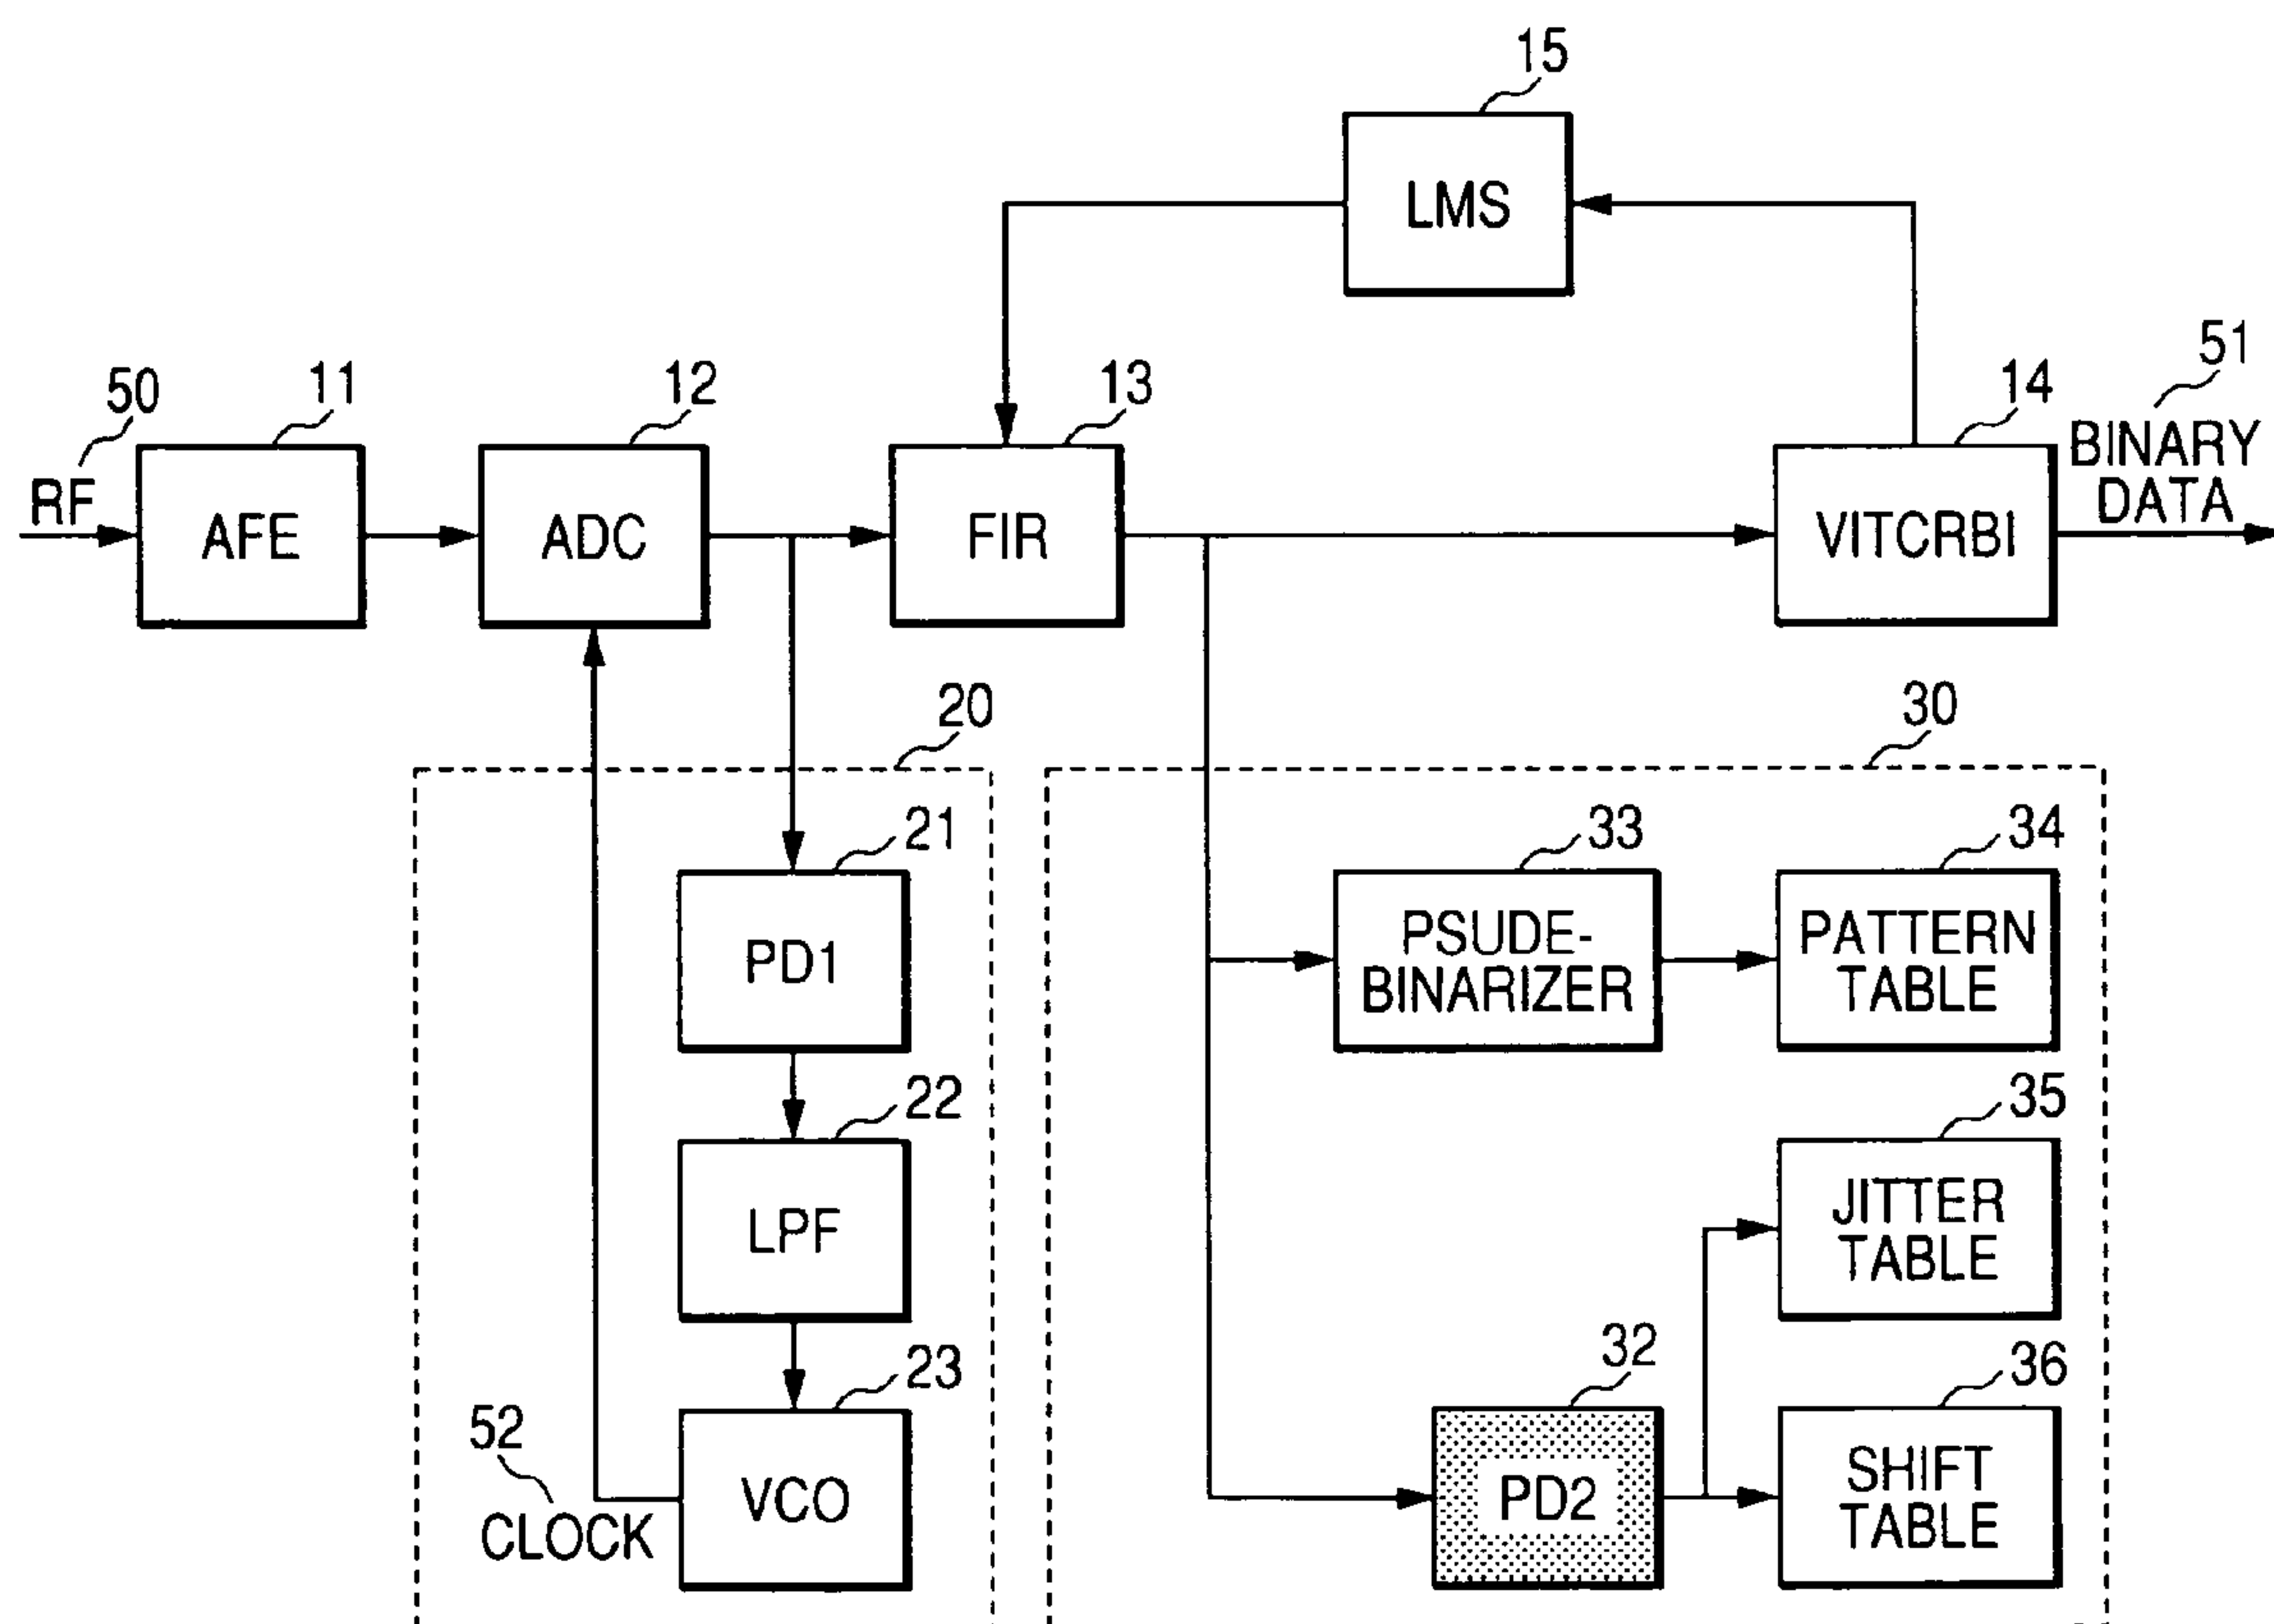 15
LMS
50
11
12
13
14
51
RF
AFE
ADC
FIR
VITCRBI
BINARY
DATA
20
30
21
PD1
33
PSUDE-
BINARIZER
34
PATTERN
TABLE
22
LPF
35
JITTER
TABLE
23
VCO
52
CLOCK
32
PD2
36
SHIFT
TABLE